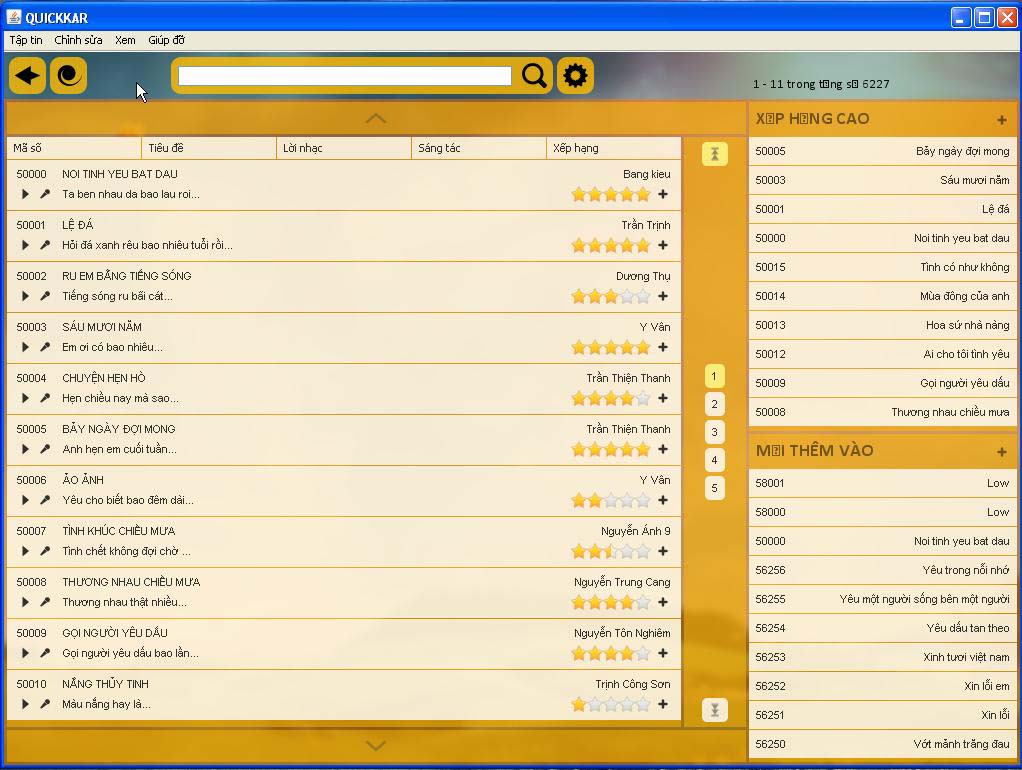 QUICKKAR
Tập tin Chỉnh sửa Xem Giúp đỡ
1 - 11 trong t▯ng s▯ 6227
Mã số Tiêu đề Lời nhạc Sáng tác Xếp hạng
50000 NOI TINH YEU BAT DAU Bang kieu
Ta ben nhau da bao lau roi...
50001 LỆ ĐÁ Trần Trịnh
Hỏi đá xanh rêu bao nhiêu tuổi rồi...
50002 RU EM BẰNG TIẾNG SÓNG Dương Thụ
Tiếng sóng ru bãi cát...
50003 SÁU MƯƠI NĂM Y Vân
Em ơi có bao nhiêu...
50004 CHUYỆN HẸN HÒ Trần Thiện Thanh
Hẹn chiều nay mà sao...
50005 BẢY NGÀY ĐỢI MONG Trần Thiện Thanh
Anh hẹn em cuối tuần...
50006 ẢO ẢNH Y Vân
Yêu cho biết bao đêm dài...
50007 TÌNH KHÚC CHIỀU MƯA Nguyễn Ánh 9
Tình chết không đợi chờ ...
50008 THƯƠNG NHAU CHIỀU MƯA Nguyễn Trung Cang
Thương nhau thật nhiều...
50009 GỌI NGƯỜI YÊU DẤU Nguyễn Tôn Nghiêm
Gọi người yêu dấu bao lần...
50010 NẮNG THỦY TINH Trịnh Công Sơn
Màu nắng hay là...
1
2
3
4
5
X▯P H▯NG CAO +
50005 Bảy ngày đợi mong
50003 Sáu mươi năm
50001 Lệ đá
50000 Noi tinh yeu bat dau
50015 Tình có như không
50014 Mùa đông của anh
50013 Hoa sứ nhà nàng
50012 Ai cho tôi tình yêu
50009 Gọi người yêu dấu
50008 Thương nhau chiều mưa
M▯I THÊM VÀO +
58001 Low
58000 Low
50000 Noi tinh yeu bat dau
56256 Yêu trong nỗi nhớ
56255 Yêu một người sống bên một người
56254 Yêu dấu tan theo
56253 Xinh tươi việt nam
56252 Xin lỗi em
56251 Xin lỗi
56250 Vớt mảnh trăng đau